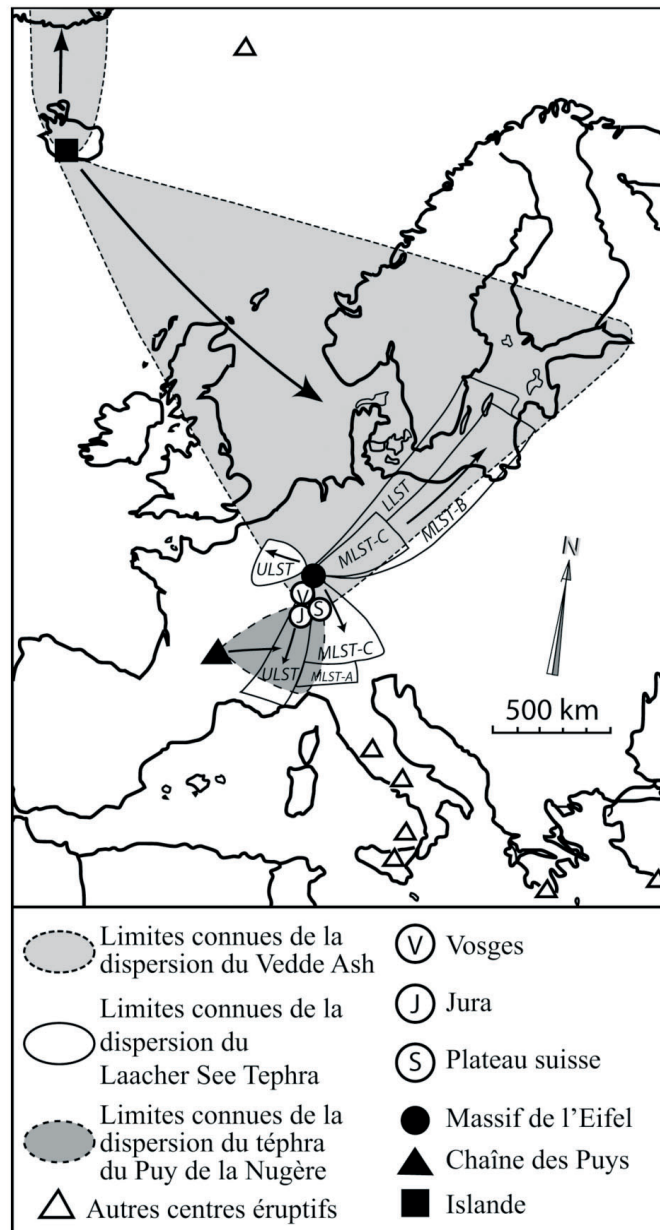 LLST
MLST-B
MLST-C
ULST
V
J
S
MLST-C
ULST
MLST-A
N
500 km
Limites connues de la
dispersion du Vedde Ash
Limites connues de la
dispersion du
Laacher See Tephra
Limites connues de la
dispersion du téphra
du Puy de la Nugère
Autres centres éruptifs
V Vosges
J Jura
S Plateau suisse
Massif de l’Eifel
Chaîne des Puys
Islande